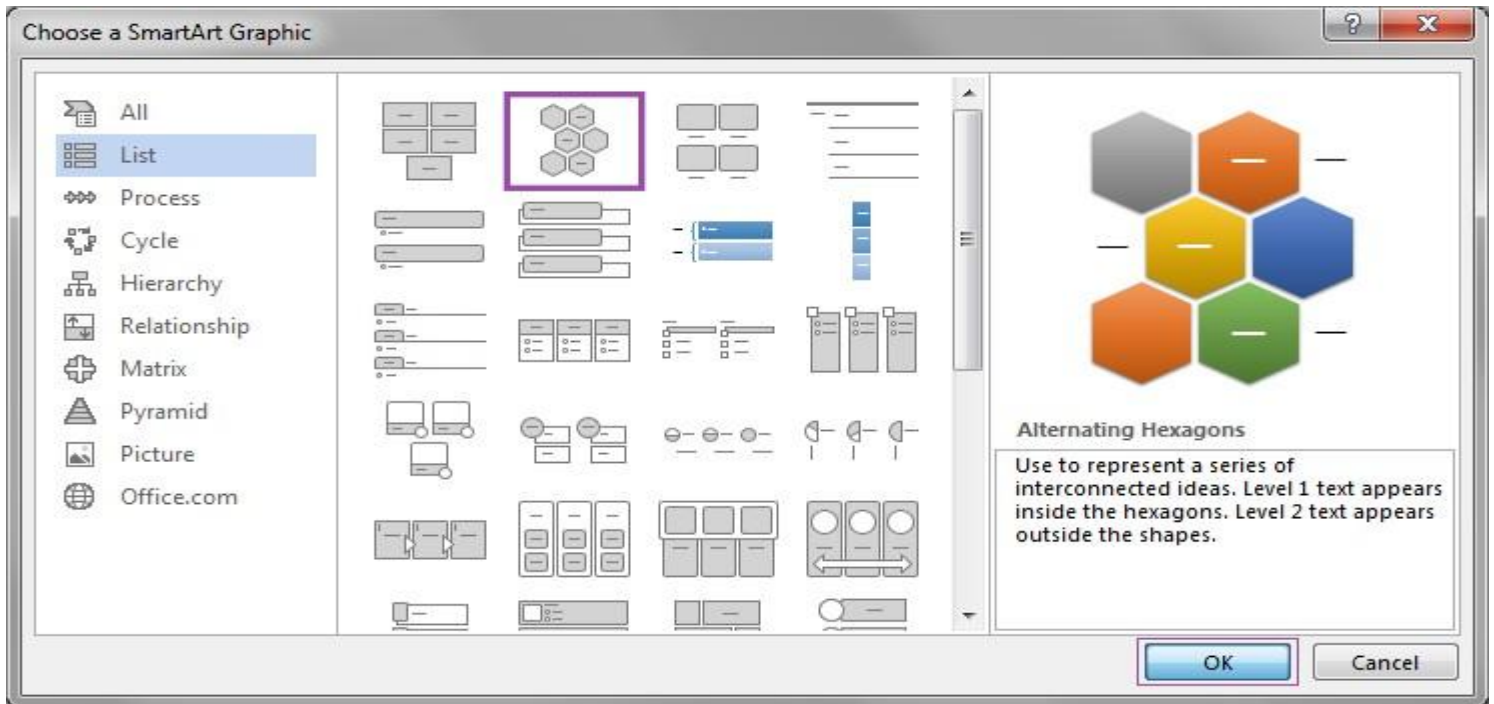 Choose a SmartArt Graphic
All
List
Process
Cycle
Hierarchy
Relationship
Matrix
Pyramid
Picture
Office.com
Alternating Hexagons
Use to represent a series of
interconnected ideas. Level 1 text appears
inside the hexagons. Level 2 text appears
outside the shapes.
OK
Cancel